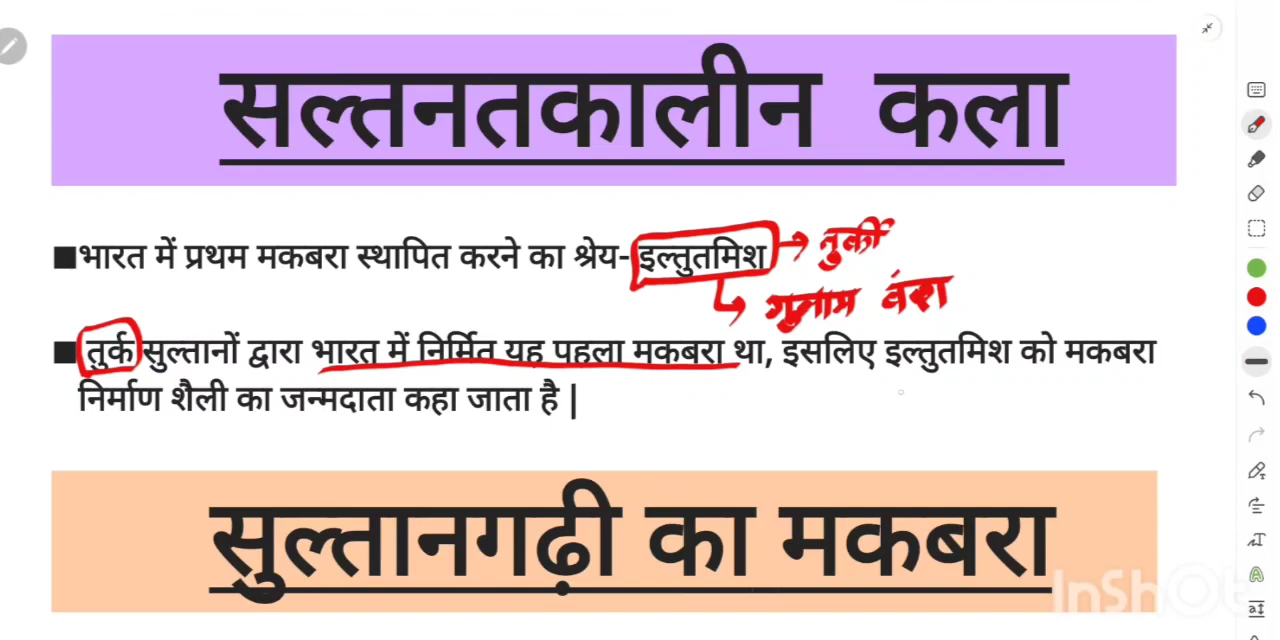 सल्तनतकालीन कला
■भारत में प्रथम मकबरा स्थापित करने का श्रेय- इल्तुतमिश → तुर्की
गुलाम वंश
■ तुर्क सुल्तानों द्वारा भारत में निर्मित यह पहला मकबरा था, इसलिए इल्तुतमिश को मकबरा
निर्माण शैली का जन्मदाता कहा जाता है |
सुल्तानगढ़ी का मकबरा
InShOt